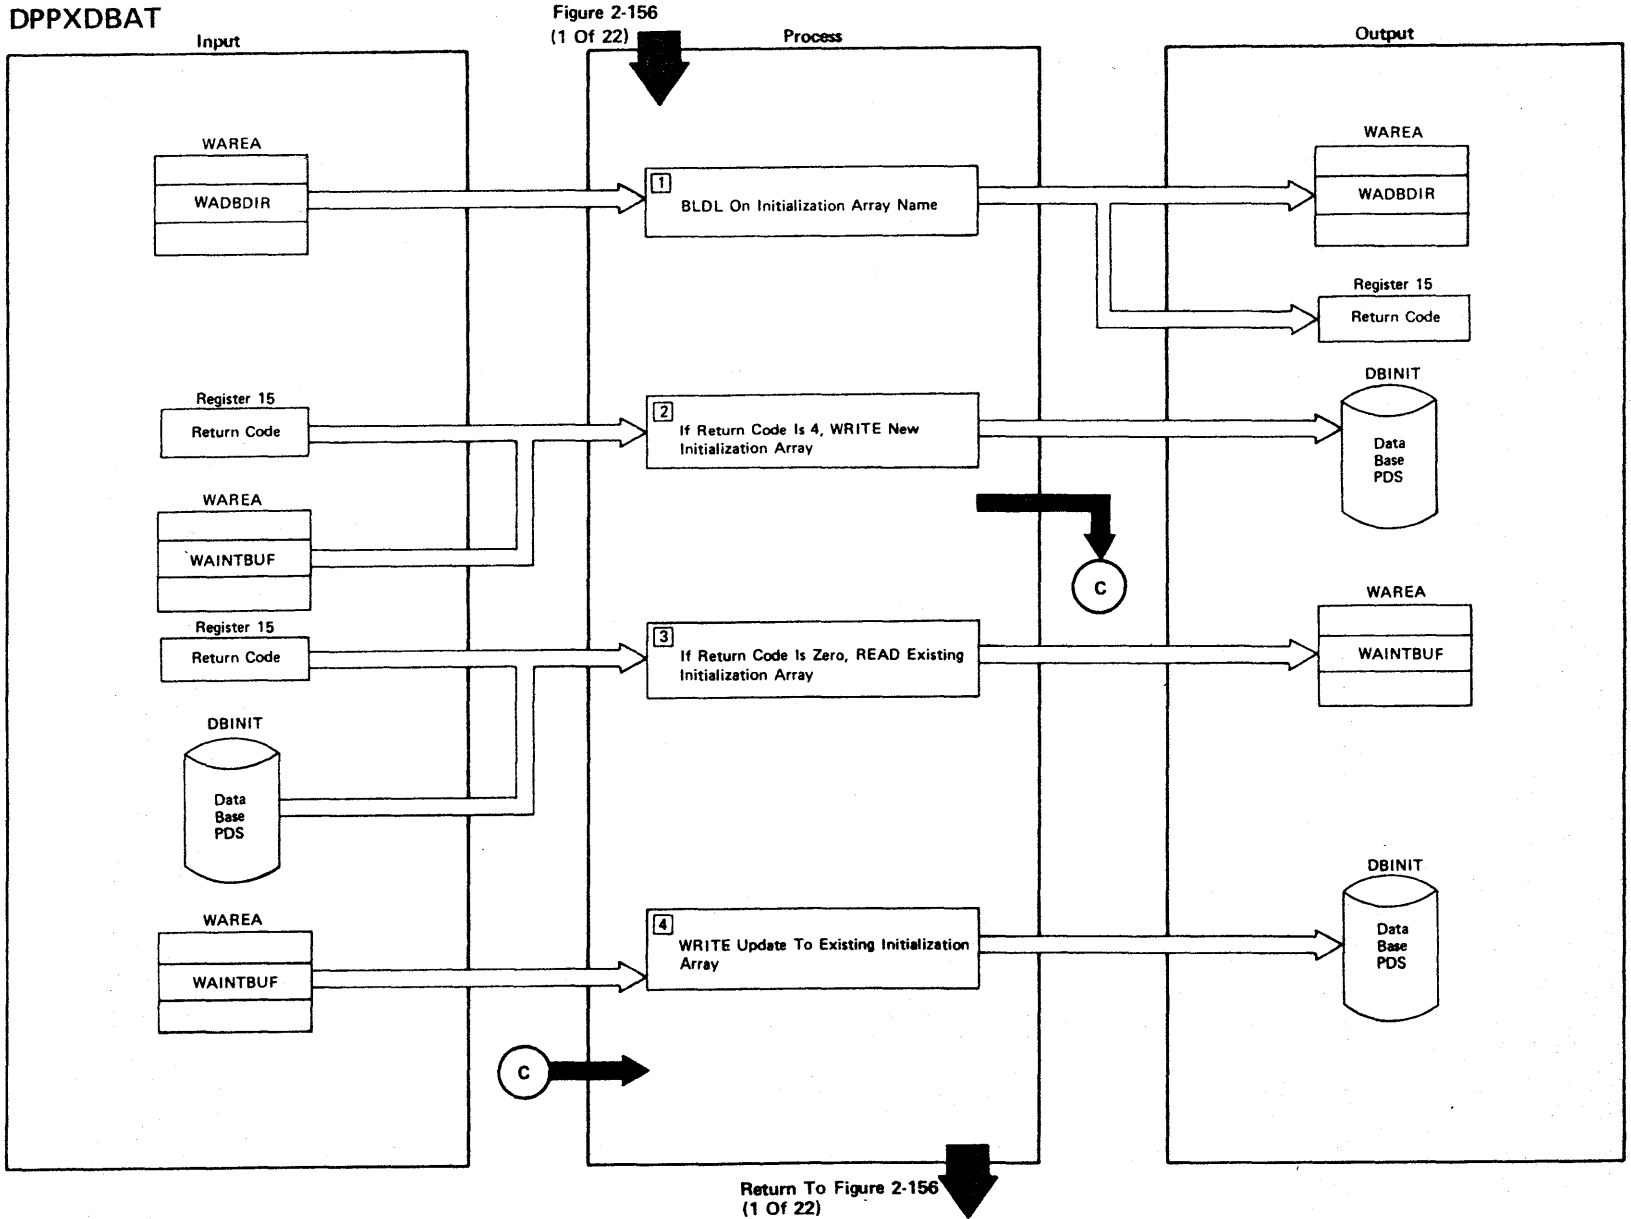 DPPXDBAT
Figure 2-156
(1 Of 22)
Input
Process
Output
WAREA
WADBDIR
1
BLDL On Initialization Array Name
WAREA
WADBDIR
Register 15
Return Code
Register 15
Return Code
WAREA
WAINTBUF
2
If Return Code Is 4, WRITE New
Initialization Array
DBINIT
Data
Base
PDS
C
Register 15
Return Code
DBINIT
Data
Base
PDS
3
If Return Code Is Zero, READ Existing
Initialization Array
WAREA
WAINTBUF
WAREA
WAINTBUF
4
WRITE Update To Existing Initialization
Array
DBINIT
Data
Base
PDS
C
Return To Figure 2-156
(1 Of 22)